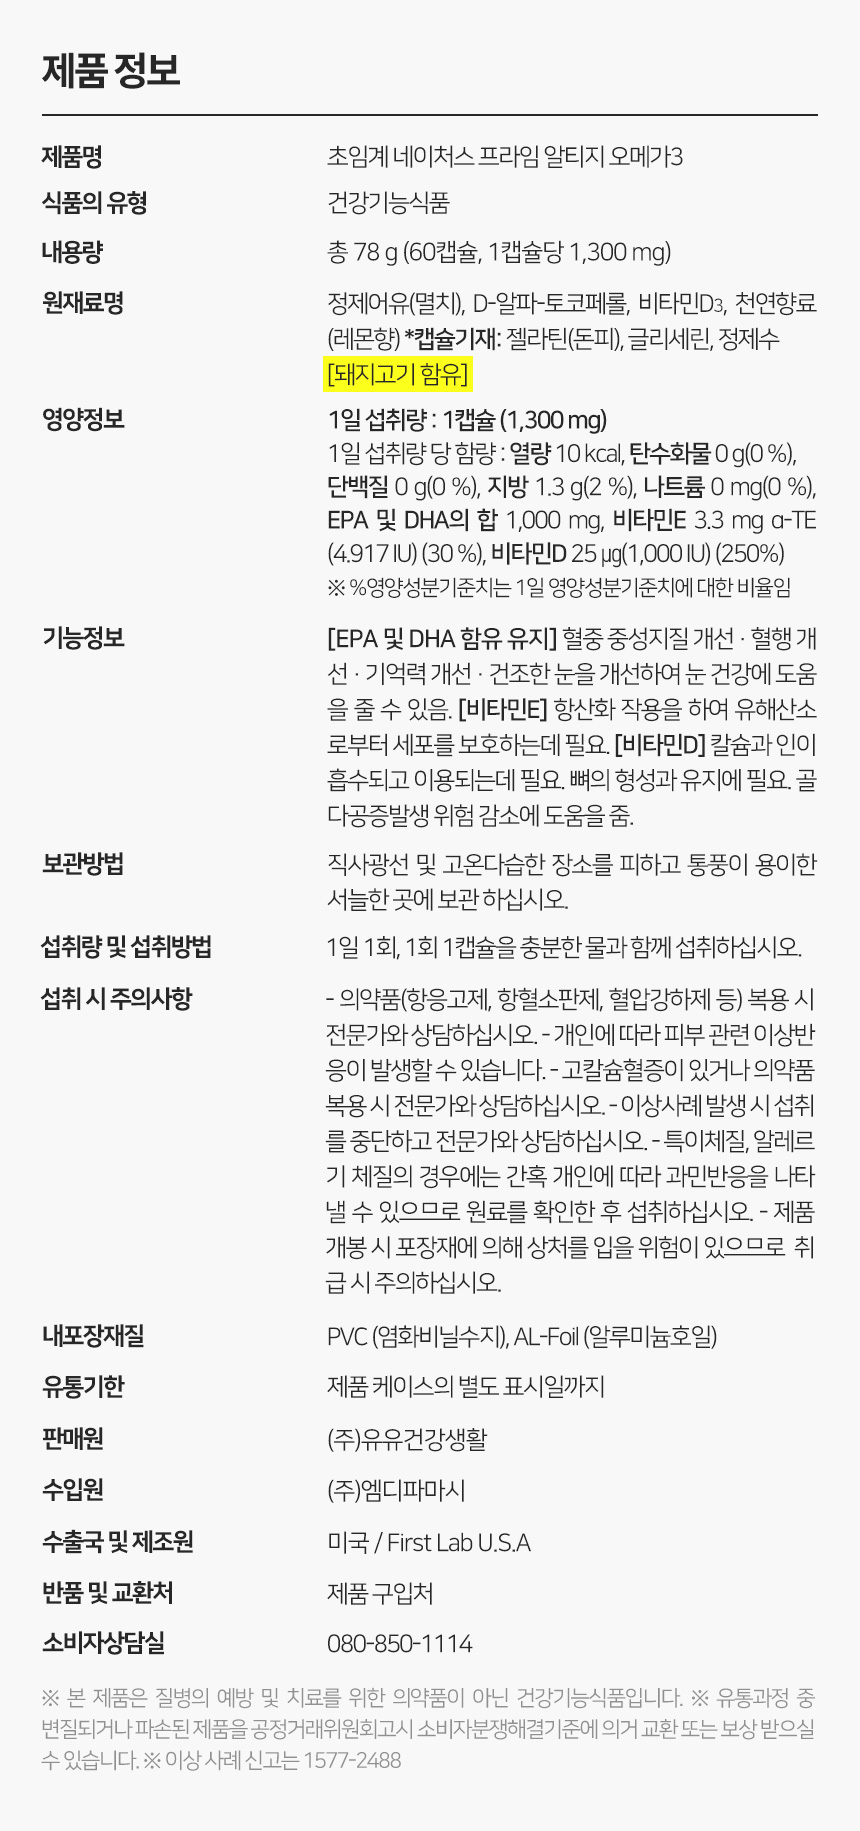 제품 정보
제품명 초임계 네이처스 프라임 알티지 오메가3
식품의 유형 건강기능식품
내용량 총 78 g (60캡슐, 1캡슐당 1,300 mg)
원재료명 정제어유(멸치), D-알파-토코페롤, 비타민D3, 천연향료
(레몬향) *캡슐기재: 젤라틴(돈피), 글리세린, 정제수
[돼지고기 함유]
영양정보 1일 섭취량 : 1캡슐 (1,300 mg)
1일 섭취량 당 함량 : 열량 10 kcal, 탄수화물 0 g(0 %),
단백질 0 g(0 %), 지방 1.3 g(2 %), 나트륨 0 mg(0 %),
EPA 및 DHA의 합 1,000 mg, 비타민E 3.3 mg α-TE
(4.917 IU) (30 %), 비타민D 25 μg(1,000 IU) (250%)
※ %영양성분기준치는 1일 영양성분기준치에 대한 비율임
기능정보 [EPA 및 DHA 함유 유지] 혈중 중성지질 개선 · 혈행 개
선 · 기억력 개선 · 건조한 눈을 개선하여 눈 건강에 도움
을 줄 수 있음. [비타민E] 항산화 작용을 하여 유해산소
로부터 세포를 보호하는데 필요. [비타민D] 칼슘과 인이
흡수되고 이용되는데 필요. 뼈의 형성과 유지에 필요. 골
다공증발생 위험 감소에 도움을 줌.
보관방법 직사광선 및 고온다습한 장소를 피하고 통풍이 용이한
서늘한 곳에 보관 하십시오.
섭취량 및 섭취방법 1일 1회, 1회 1캡슐을 충분한 물과 함께 섭취하십시오.
섭취 시 주의사항 - 의약품(항응고제, 항혈소판제, 혈압강하제 등) 복용 시
전문가와 상담하십시오. - 개인에 따라 피부 관련 이상반
응이 발생할 수 있습니다. - 고칼슘혈증이 있거나 의약품
복용 시 전문가와 상담하십시오. - 이상사례 발생 시 섭취
를 중단하고 전문가와 상담하십시오. - 특이체질, 알레르
기 체질의 경우에는 간혹 개인에 따라 과민반응을 나타
낼 수 있으므로 원료를 확인한 후 섭취하십시오. - 제품
개봉 시 포장재에 의해 상처를 입을 위험이 있으므로 취
급 시 주의하십시오.
내포장재질 PVC (염화비닐수지), AL-Foil (알루미늄호일)
유통기한 제품 케이스의 별도 표시일까지
판매원 (주)유유건강생활
수입원 (주)엠디파마시
수출국 및 제조원 미국 / First Lab U.S.A
반품 및 교환처 제품 구입처
소비자상담실 080-850-1114
※ 본 제품은 질병의 예방 및 치료를 위한 의약품이 아닌 건강기능식품입니다. ※ 유통과정 중
변질되거나 파손된 제품을 공정거래위원회고시 소비자분쟁해결기준에 의거 교환 또는 보상 받으실
수 있습니다. ※ 이상 사례 신고는 1577-2488